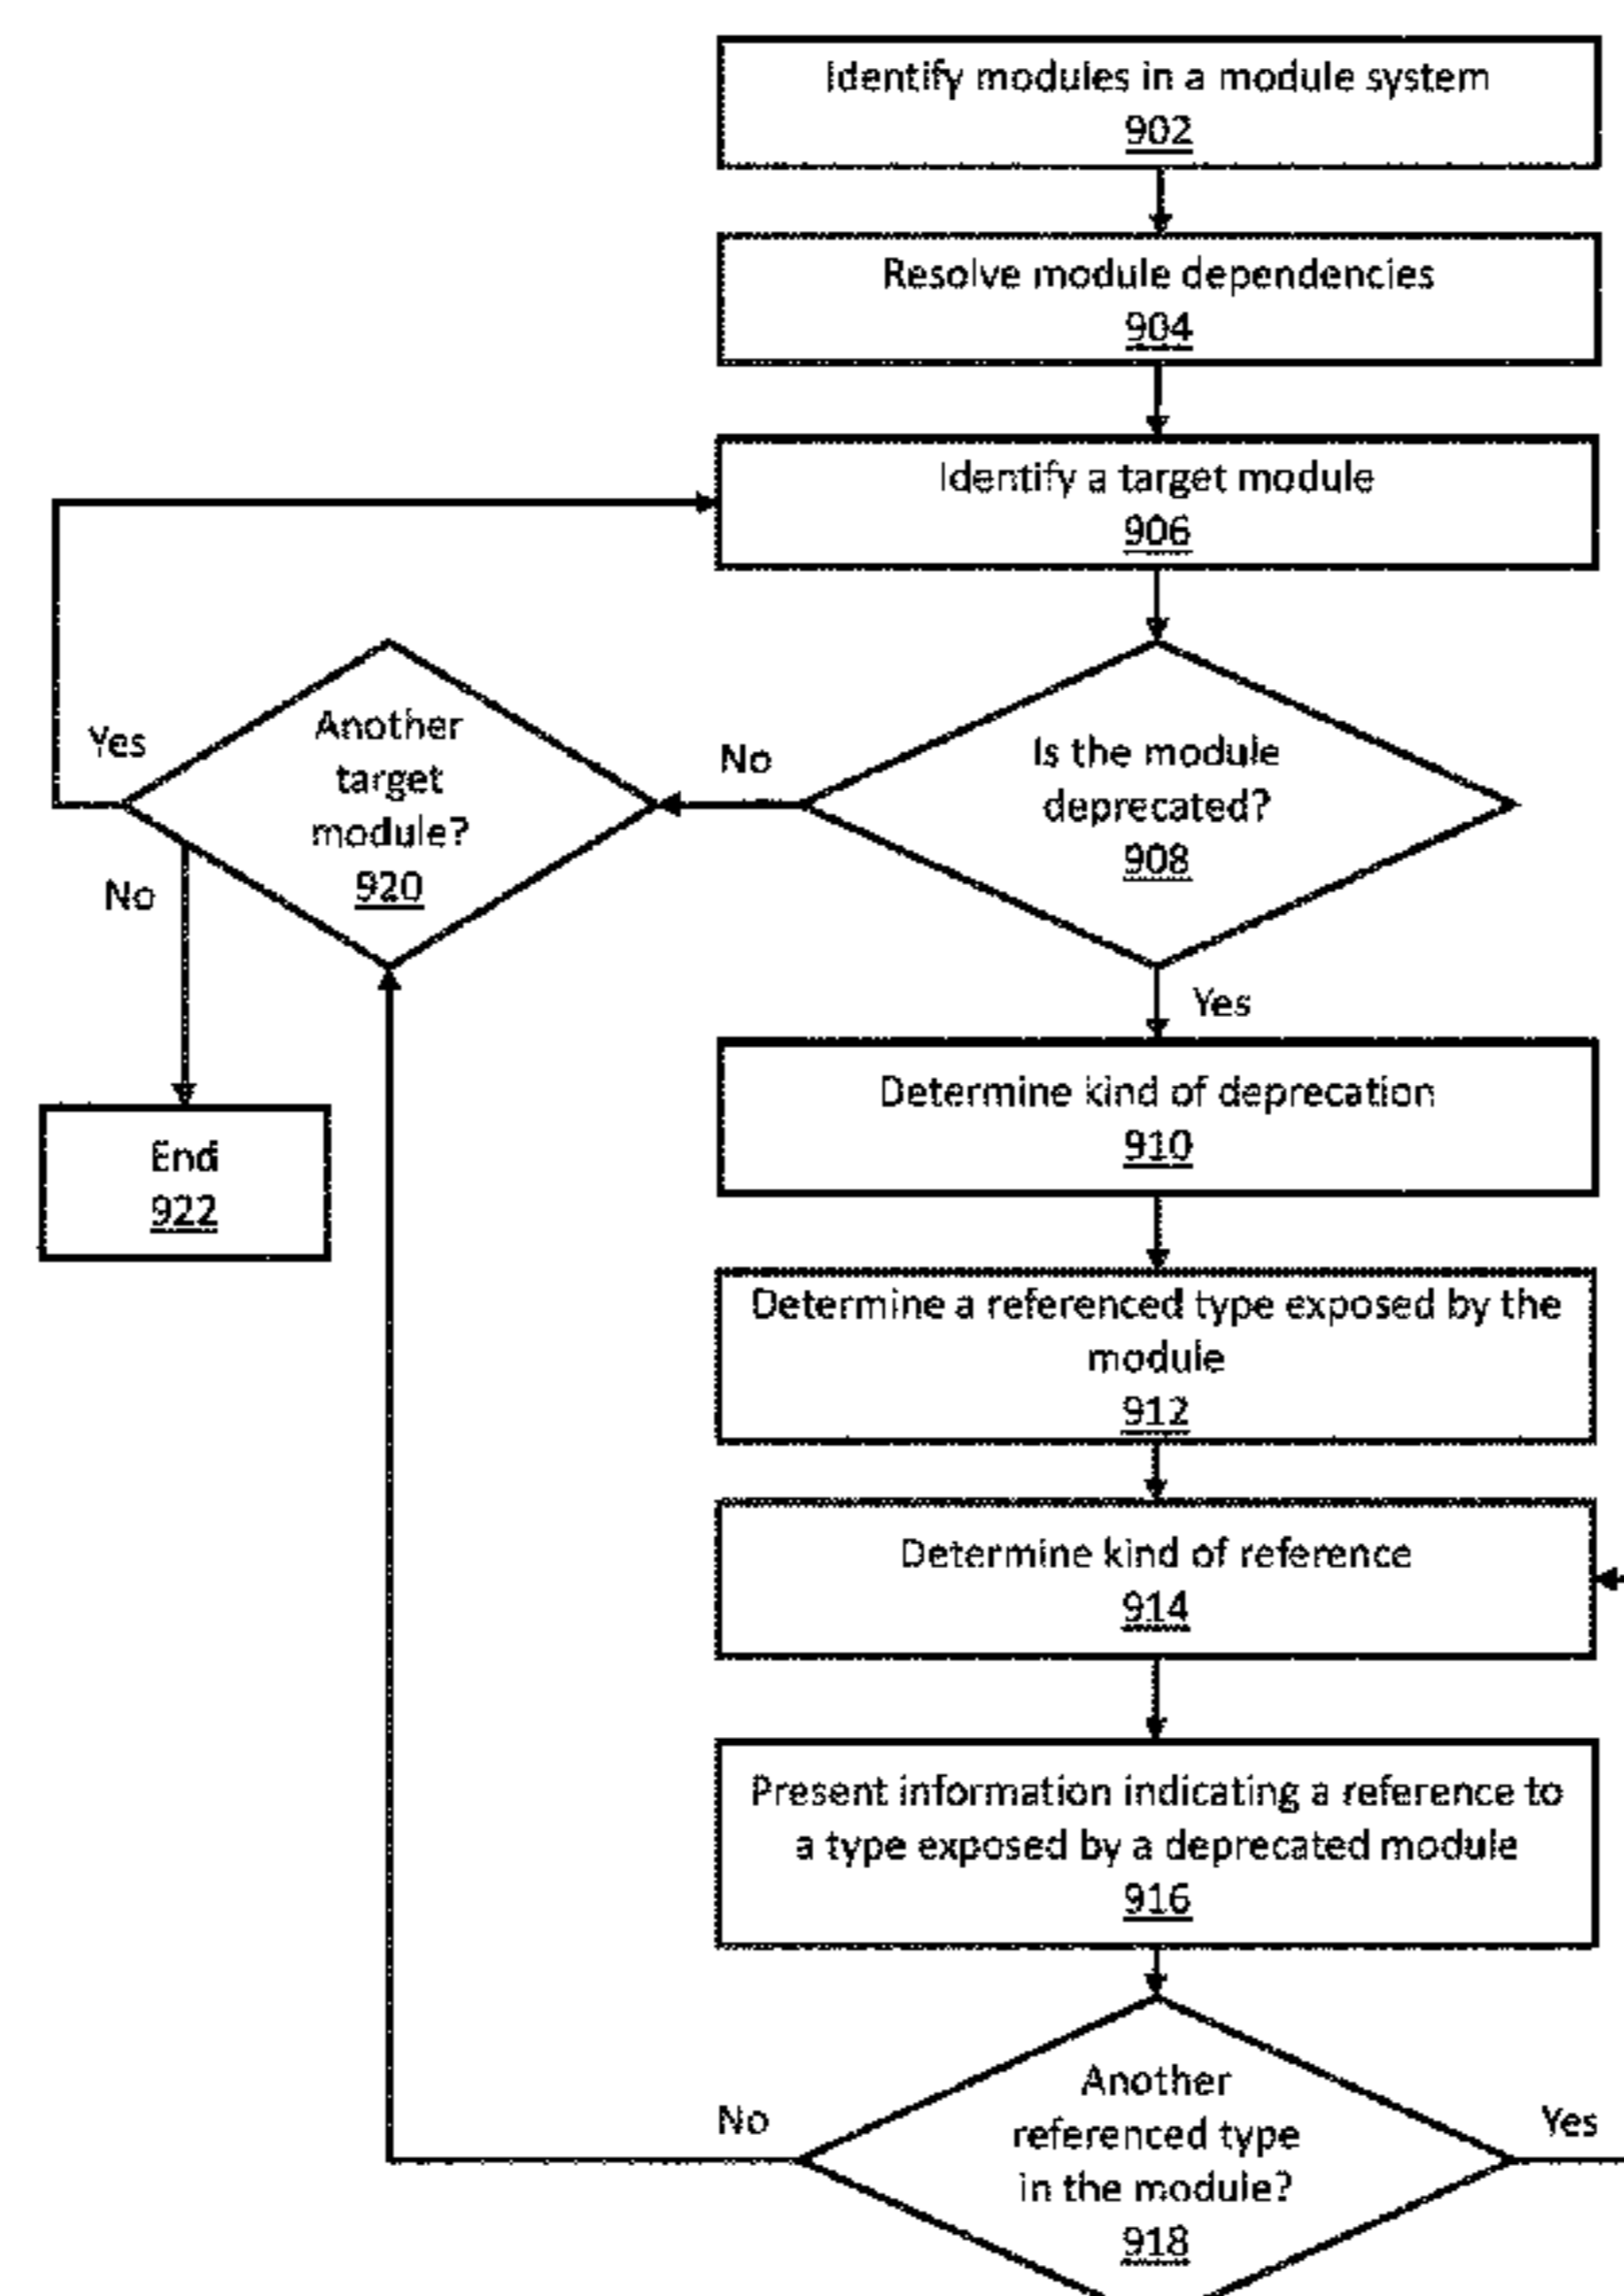 Identify modules in a module system
902
Resolve module dependencies
904
Identify a target module
906
Is the module
deprecated?
908
No
Another
target
module?
920
Yes
No
End
922
Yes
Determine kind of deprecation
910
Determine a referenced type exposed by the
module
912
Determine kind of reference
914
Present information indicating a reference to
a type exposed by a deprecated module
916
Another
referenced type
in the module?
918
No
Yes